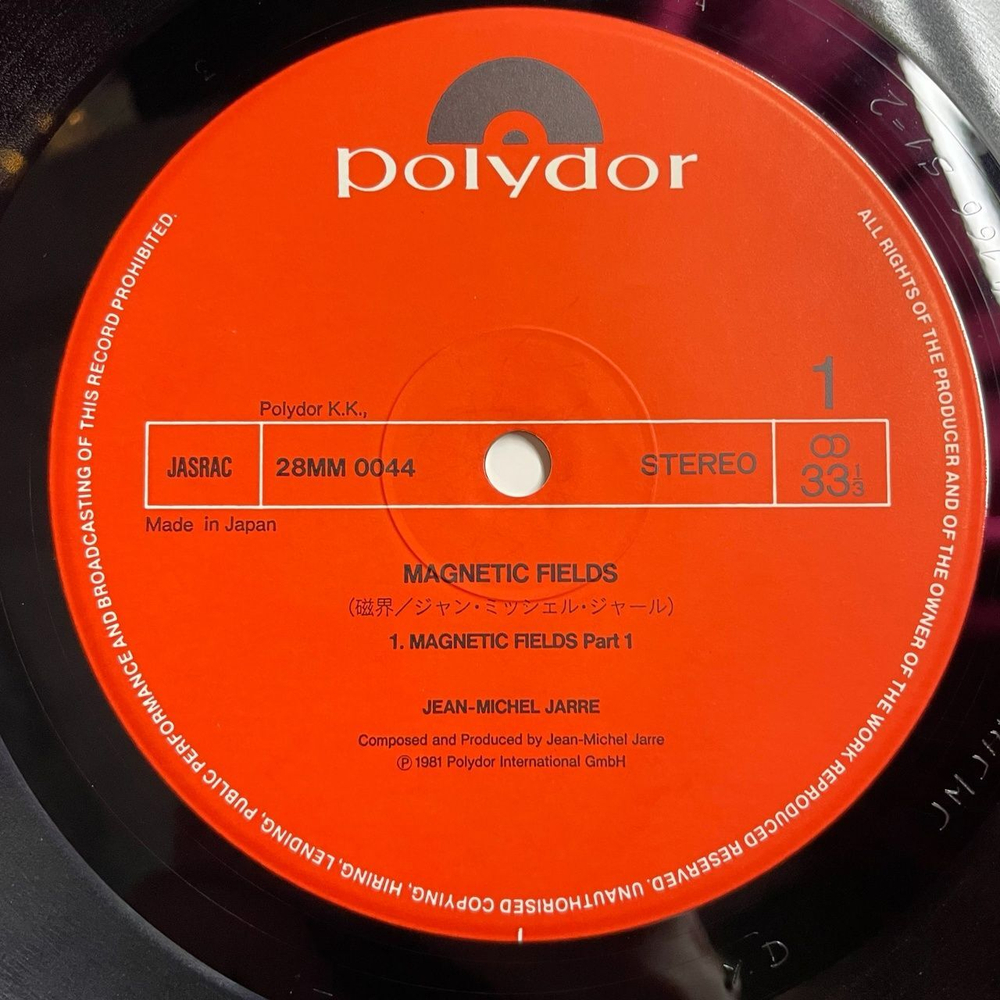 polydor
1
Polydor K.K.,
JASRAC 28MM 0044 STEREO 33⅓
Made in Japan
MAGNETIC FIELDS
(磁界/ジャン・ミッシェル・ジャール)
1. MAGNETIC FIELDS Part 1
JEAN-MICHEL JARRE
Composed and Produced by Jean-Michel Jarre
Ⓟ 1981 Polydor International GmbH
ALL RIGHTS OF THE PRODUCER AND OF THE OWNER OF THE WORK REPRODUCED RESERVED. UNAUTHORISED COPYING, HIRING, LENDING, PUBLIC PERFORMANCE AND BROADCASTING OF THIS RECORD PROHIBITED.